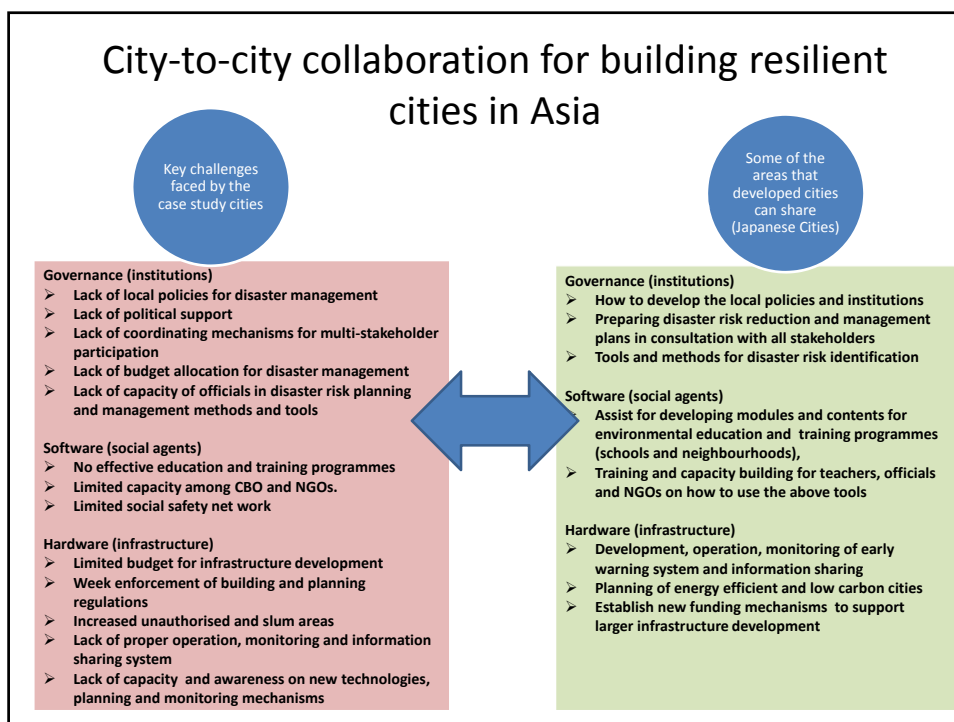 City-to-city collaboration for building resilient
cities in Asia
Key challenges
faced by the
case study cities
Governance (institutions)
➢ Lack of local policies for disaster management
➢ Lack of political support
➢ Lack of coordinating mechanisms for multi-stakeholder
participation
➢ Lack of budget allocation for disaster management
➢ Lack of capacity of officials in disaster risk planning
and management methods and tools
Software (social agents)
➢ No effective education and training programmes
➢ Limited capacity among CBO and NGOs.
➢ Limited social safety net work
Hardware (infrastructure)
➢ Limited budget for infrastructure development
➢ Week enforcement of building and planning
regulations
➢ Increased unauthorised and slum areas
➢ Lack of proper operation, monitoring and information
sharing system
➢ Lack of capacity and awareness on new technologies,
planning and monitoring mechanisms
Some of the
areas that
developed cities
can share
(Japanese Cities)
Governance (institutions)
➢ How to develop the local policies and institutions
➢ Preparing disaster risk reduction and management
plans in consultation with all stakeholders
➢ Tools and methods for disaster risk identification
Software (social agents)
➢ Assist for developing modules and contents for
environmental education and training programmes
(schools and neighbourhoods),
➢ Training and capacity building for teachers, officials
and NGOs on how to use the above tools
Hardware (infrastructure)
➢ Development, operation, monitoring of early
warning system and information sharing
➢ Planning of energy efficient and low carbon cities
➢ Establish new funding mechanisms to support
larger infrastructure development